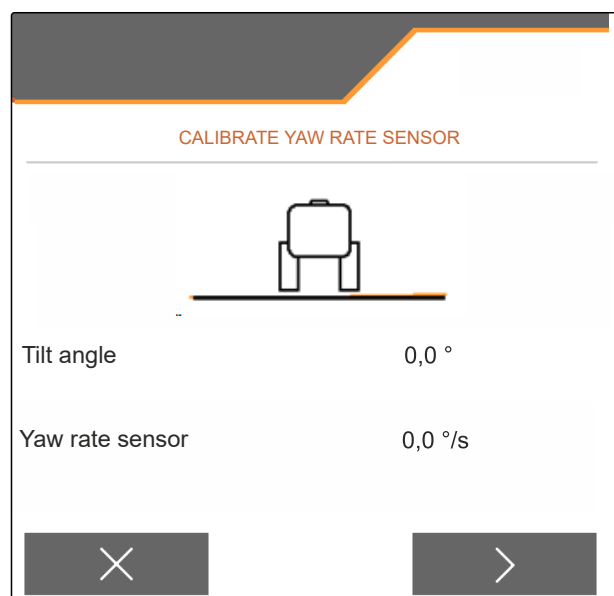 CALIBRATE YAW RATE SENSOR
Tilt angle 0,0 °
Yaw rate sensor 0,0 °/s